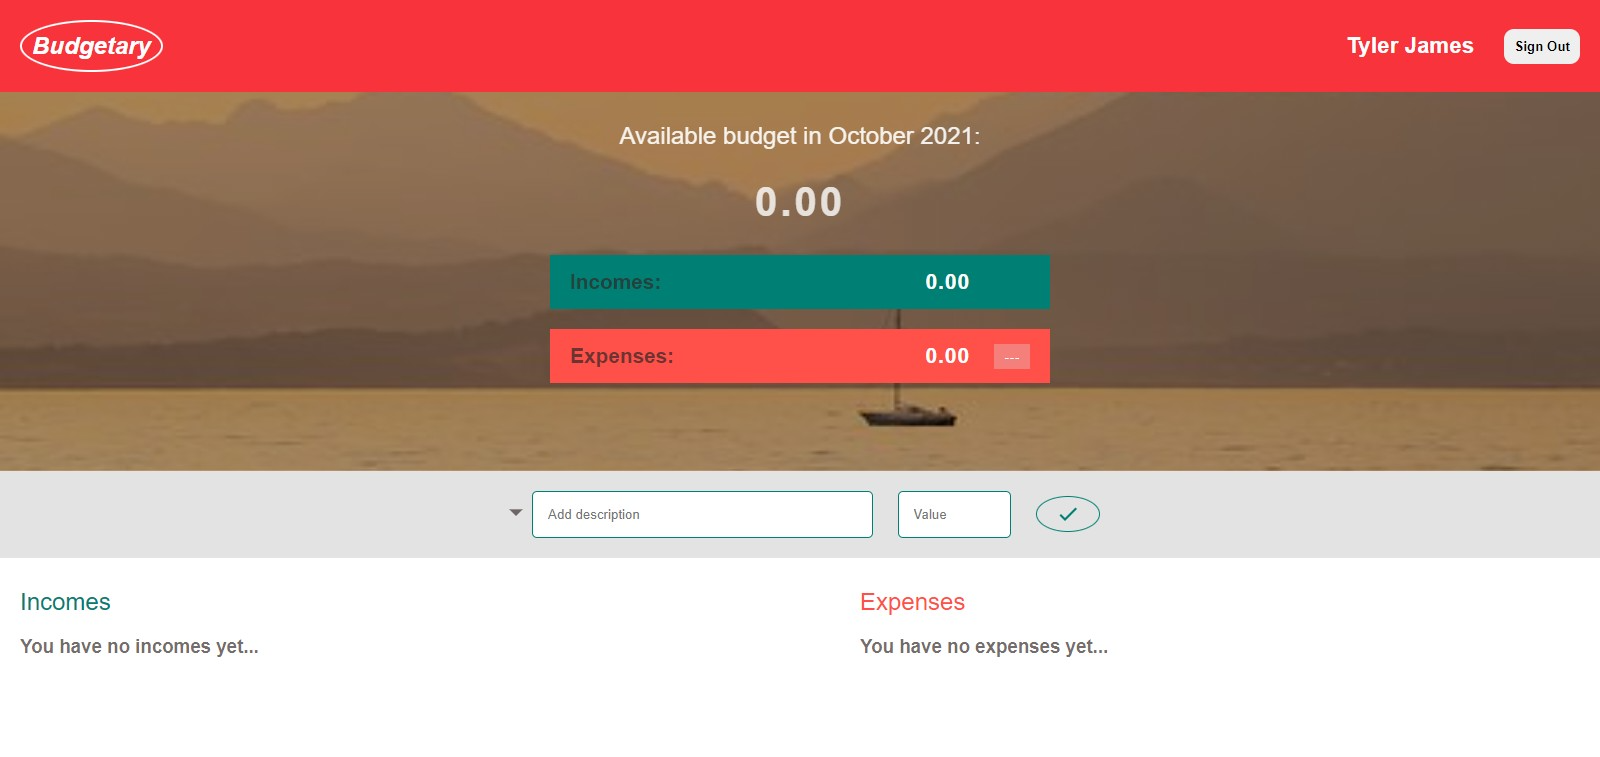 Budgetary
Tyler James
Sign Out
Available budget in October 2021:
0.00
Incomes: 0.00
Expenses: 0.00 ---
Add description
Value
Incomes
You have no incomes yet...
Expenses
You have no expenses yet...